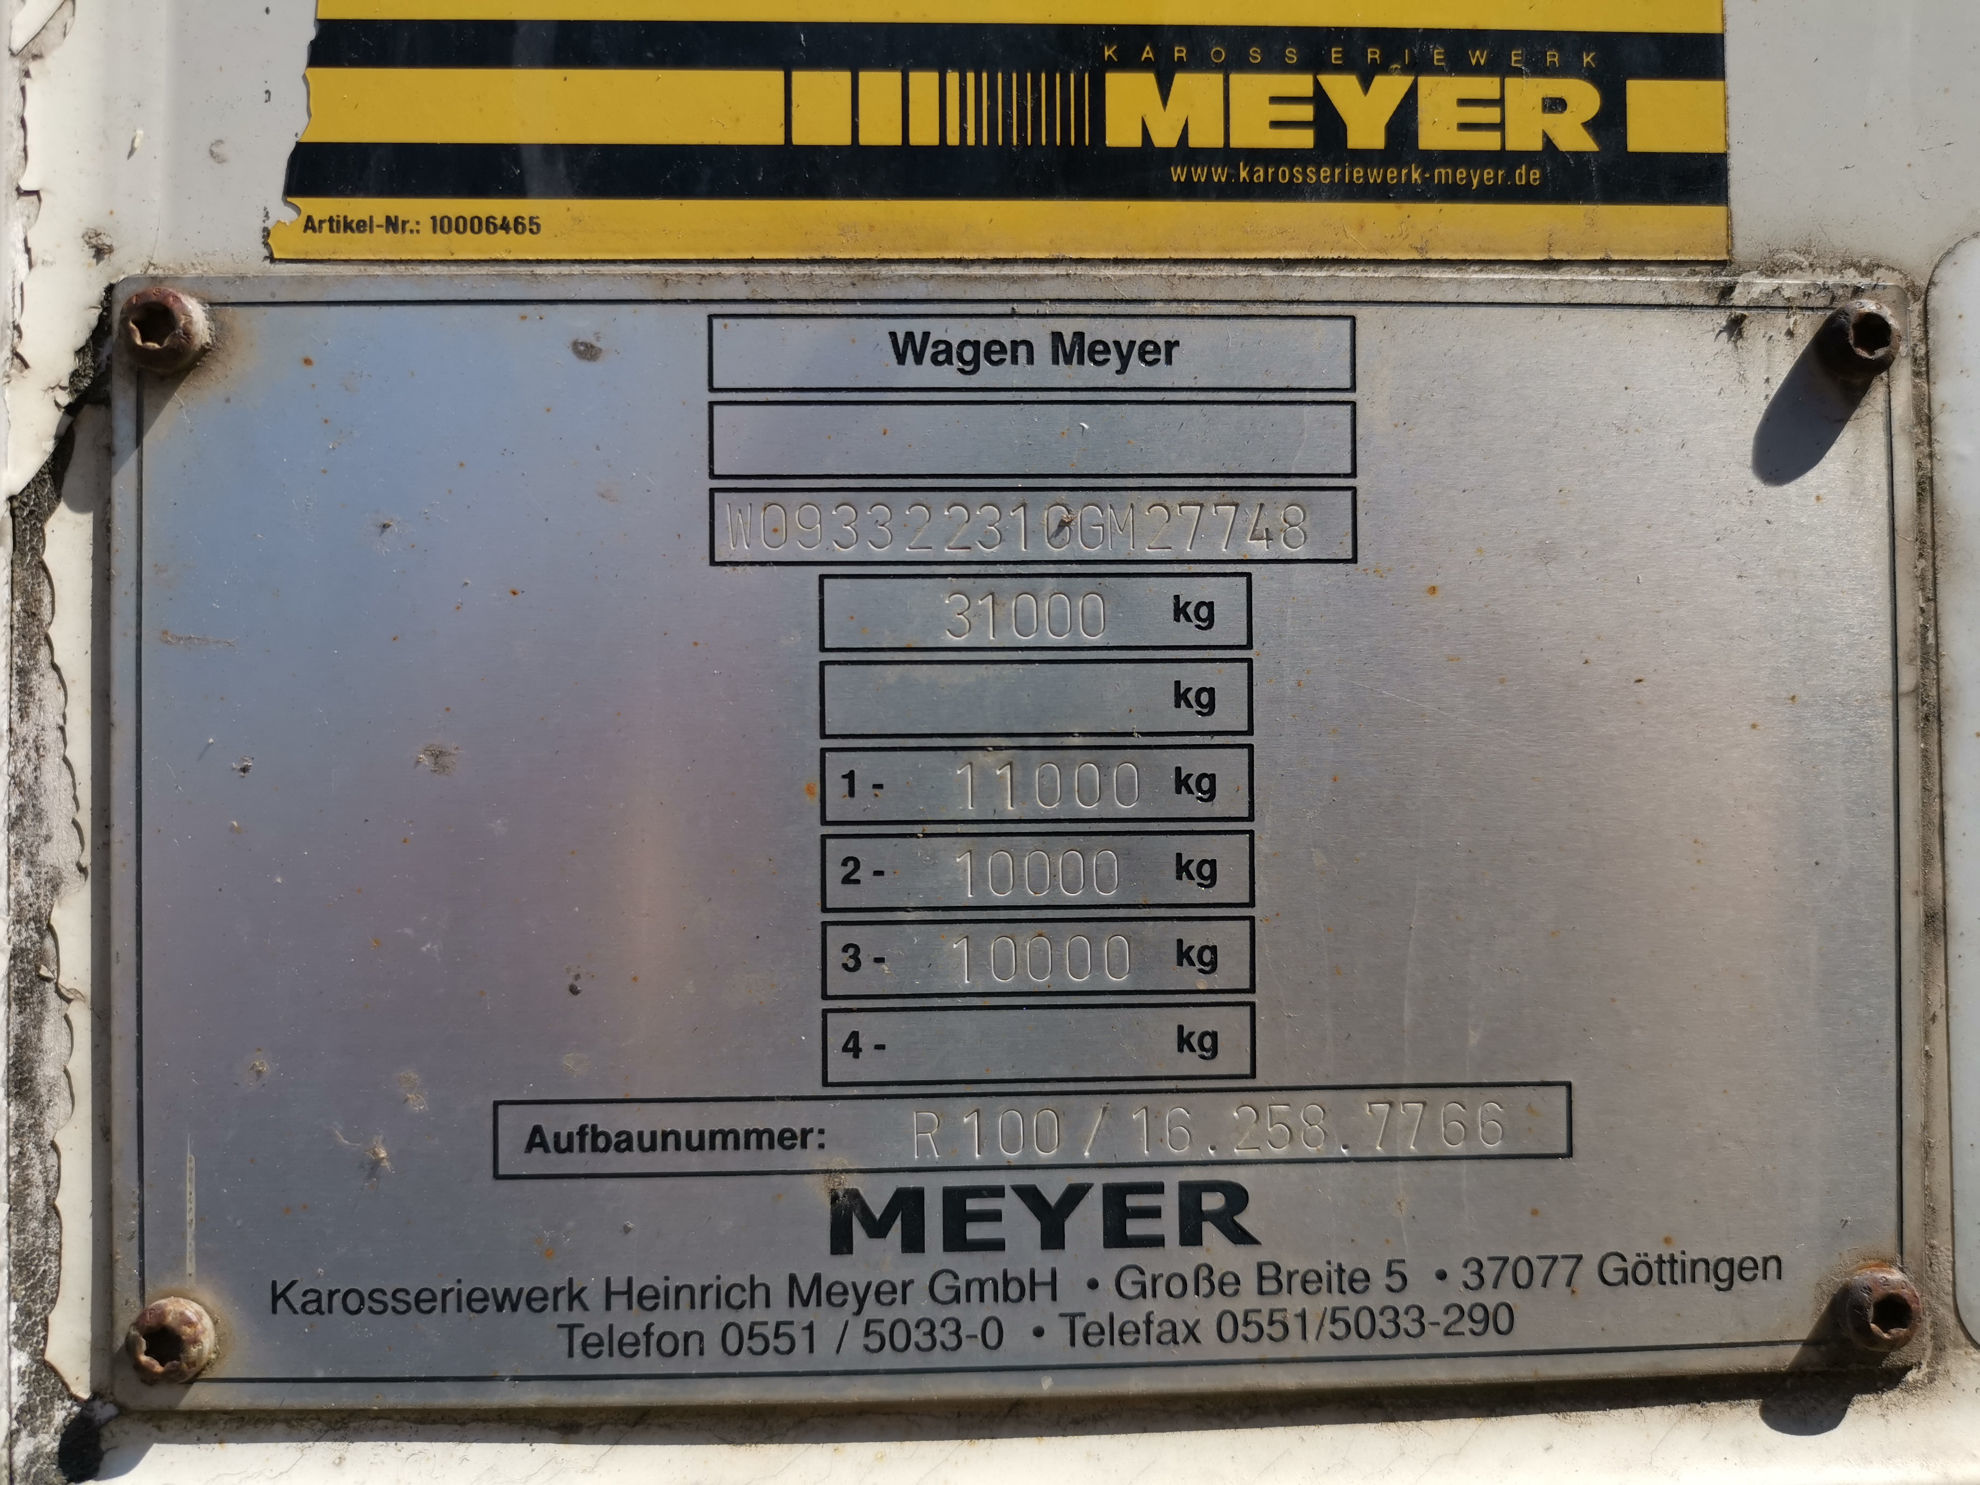 KAROSSERIEWERK
MEYER
www.karosseriewerk-meyer.de
Artikel-Nr.: 10006465
Wagen Meyer
W09332231GGM27748
31000 kg
kg
1 - 11000 kg
2 - 10000 kg
3 - 10000 kg
4 - kg
Aufbaunummer: R100/16.258.7766
MEYER
Karosseriewerk Heinrich Meyer GmbH • Große Breite 5 • 37077 Göttingen
Telefon 0551 / 5033-0 • Telefax 0551/5033-290